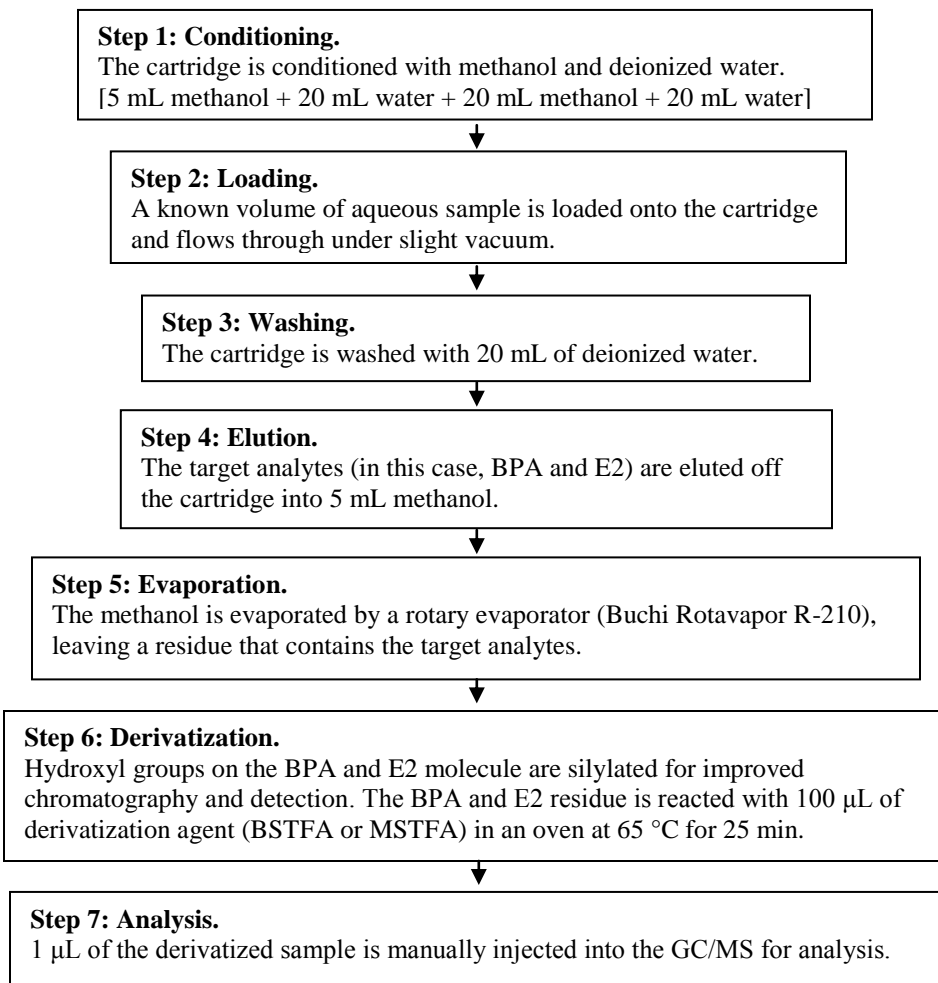 Step 1: Conditioning.
The cartridge is conditioned with methanol and deionized water.
[5 mL methanol + 20 mL water + 20 mL methanol + 20 mL water]
Step 2: Loading.
A known volume of aqueous sample is loaded onto the cartridge
and flows through under slight vacuum.
Step 3: Washing.
The cartridge is washed with 20 mL of deionized water.
Step 4: Elution.
The target analytes (in this case, BPA and E2) are eluted off
the cartridge into 5 mL methanol.
Step 5: Evaporation.
The methanol is evaporated by a rotary evaporator (Buchi Rotavapor R-210),
leaving a residue that contains the target analytes.
Step 6: Derivatization.
Hydroxyl groups on the BPA and E2 molecule are silylated for improved
chromatography and detection. The BPA and E2 residue is reacted with 100 μL of
derivatization agent (BSTFA or MSTFA) in an oven at 65 °C for 25 min.
Step 7: Analysis.
1 μL of the derivatized sample is manually injected into the GC/MS for analysis.